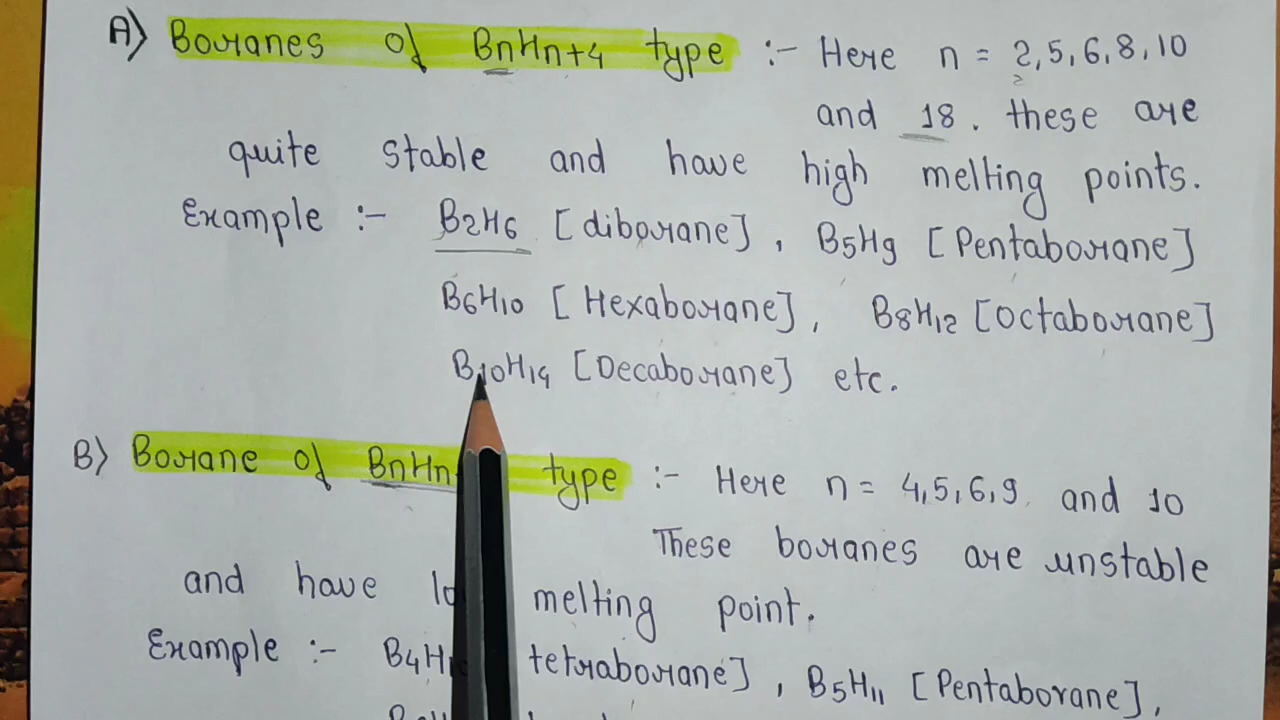 A) Boranes of BnHn+4 type :- Here n = 2,5,6,8,10
and 18. these are
quite stable and have high melting points.
Example :- B2H6 [diborane], B5H9 [Pentaborane]
B6H10 [Hexaborane], B8H12 [Octaborane]
B10H14 [Decaborane] etc.
B) Borane of BnHn type :- Here n = 4,5,6,9 and 10
These boranes are unstable
and have melting point.
Example :- B4H tetraborane], B5H11 [Pentaborane],